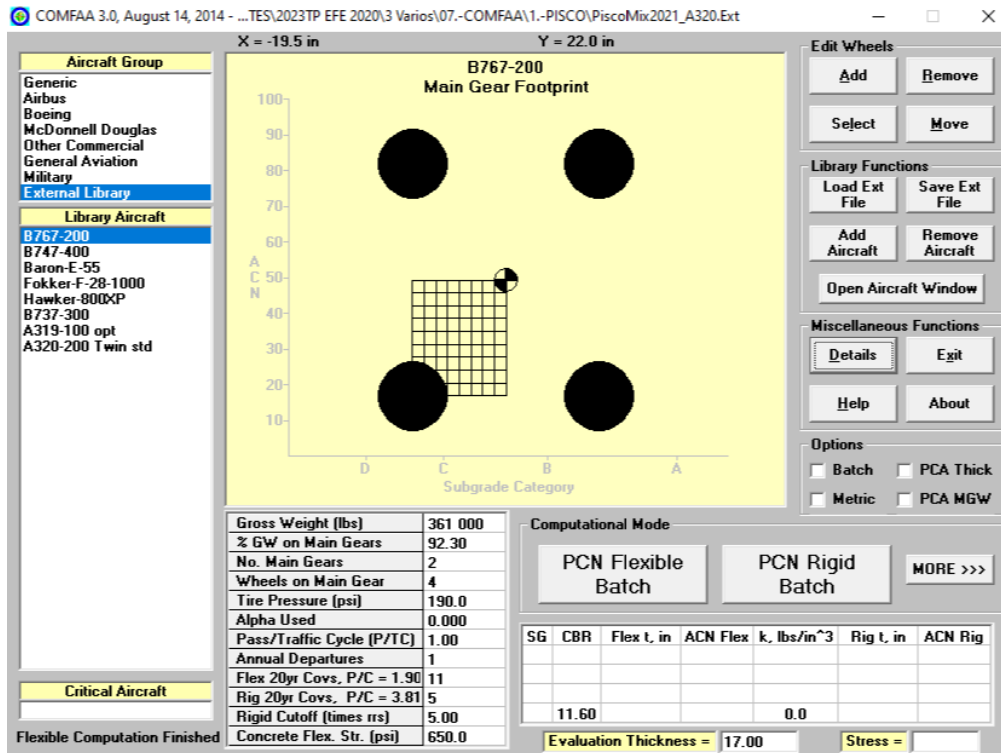 COMFAA 3.0, August 14, 2014 - ...TES\2023TP EFE 2020\3 Varios\07.-COMFAA\1.-PISCO\PiscoMix2021_A320.Ext
X = -19.5 in Y = 22.0 in
Aircraft Group
Generic
Airbus
Boeing
McDonnell Douglas
Other Commercial
General Aviation
Military
External Library
Library Aircraft
B767-200
B747-400
Baron-E-55
Fokker-F-28-1000
Hawker-800XP
B737-300
A319-100 opt
A320-200 Twin std
Critical Aircraft
Flexible Computation Finished
B767-200
Main Gear Footprint
100
90
80
70
60
50
40
30
20
10
A
C
N
D C B A
Subgrade Category
Gross Weight (lbs) 361 000
% GW on Main Gears 92.30
No. Main Gears 2
Wheels on Main Gear 4
Tire Pressure (psi) 190.0
Alpha Used 0.000
Pass/Traffic Cycle (P/TC) 1.00
Annual Departures 1
Flex 20yr Covs, P/C = 1.90 11
Rig 20yr Covs, P/C = 3.81 5
Rigid Cutoff (times rrs) 5.00
Concrete Flex. Str. (psi) 650.0
Edit Wheels
Add Remove
Select Move
Library Functions
Load Ext File Save Ext File
Add Aircraft Remove Aircraft
Open Aircraft Window
Miscellaneous Functions
Details Exit
Help About
Options
Batch PCA Thick
Metric PCA MGW
Computational Mode
PCN Flexible Batch PCN Rigid Batch MORE >>>
SG CBR Flex t, in ACN Flex k, lbs/in^3 Rig t, in ACN Rig
11.60 0.0
Evaluation Thickness = 17.00 Stress =